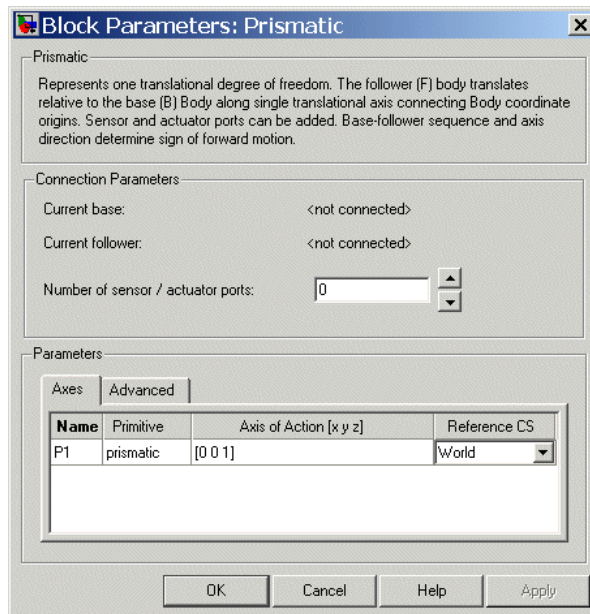 Block Parameters: Prismatic
Prismatic
Represents one translational degree of freedom. The follower (F) body translates
relative to the base (B) Body along single translational axis connecting Body coordinate
origins. Sensor and actuator ports can be added. Base-follower sequence and axis
direction determine sign of forward motion.
Connection Parameters
Current base: <not connected>
Current follower: <not connected>
Number of sensor / actuator ports: 0
Parameters
Axes Advanced
Name Primitive Axis of Action [x y z] Reference CS
P1 prismatic [0 0 1] World
OK Cancel Help Apply